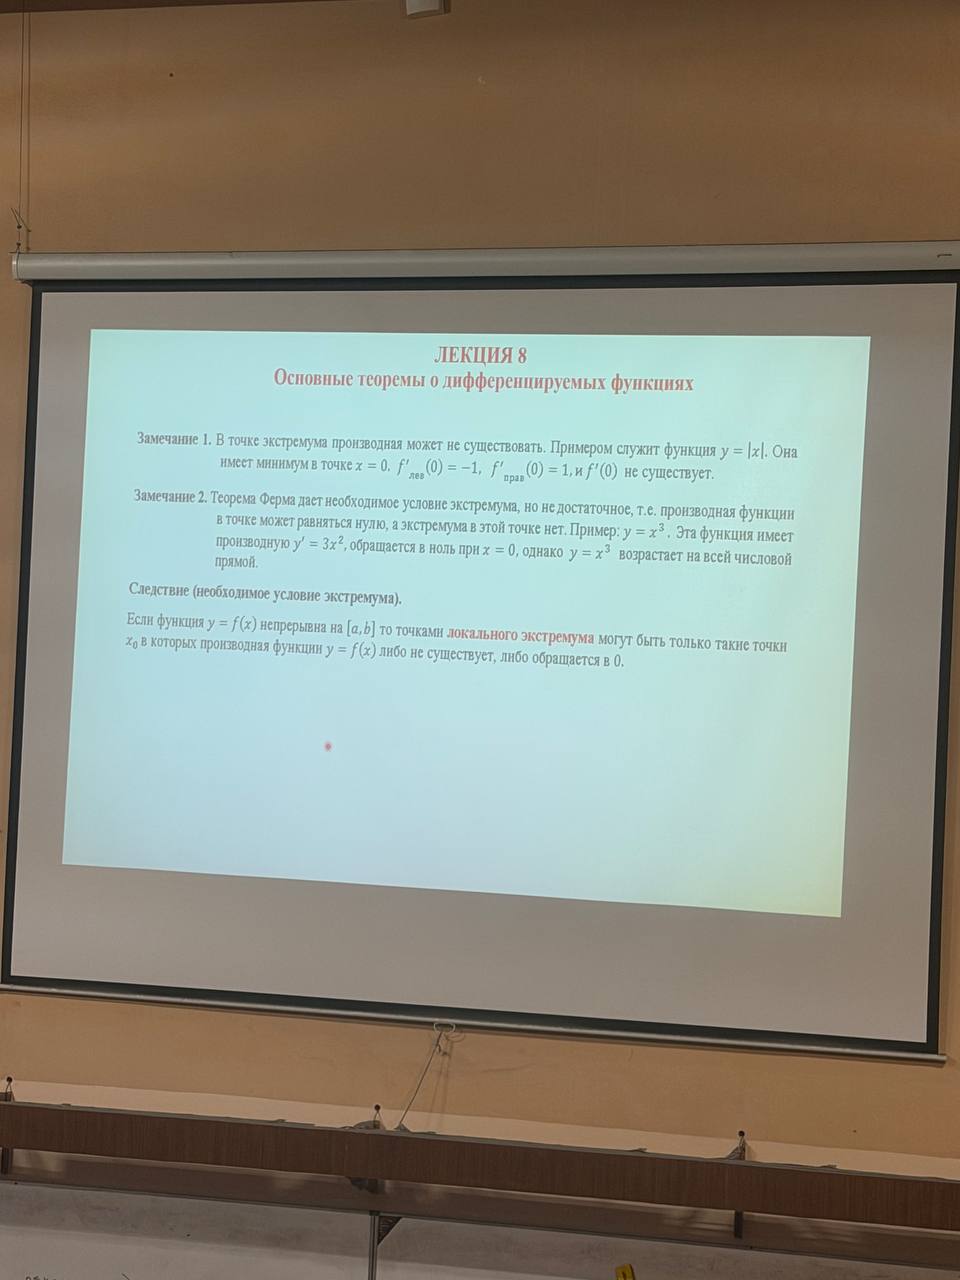 ЛЕКЦИЯ 8
Основные теоремы о дифференцируемых функциях
Замечание 1. В точке экстремума производная может не существовать. Примером служит функция y = |x|. Она
имеет минимум в точке x = 0, f′лев(0) = −1, f′прав(0) = 1, и f′(0) не существует.
Замечание 2. Теорема Ферма дает необходимое условие экстремума, но не достаточное, т.е. производная функции
в точке может равняться нулю, а экстремума в этой точке нет. Пример: y = x³. Эта функция имеет
производную y′ = 3x², обращается в ноль при x = 0, однако y = x³ возрастает на всей числовой
прямой.
Следствие (необходимое условие экстремума).
Если функция y = f(x) непрерывна на [a, b] то точками локального экстремума могут быть только такие точки
x₀ в которых производная функции y = f(x) либо не существует, либо обращается в 0.